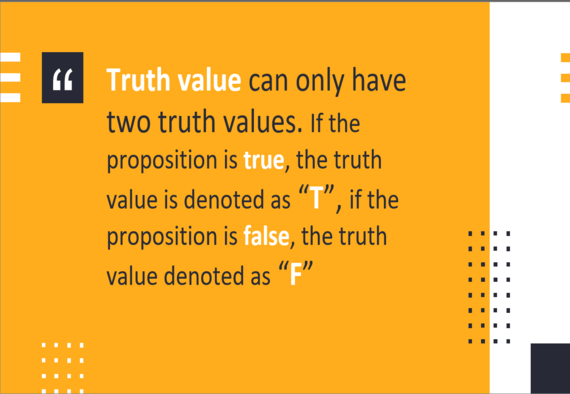 “
Truth value can only have
two truth values. If the
proposition is true, the truth
value is denoted as “T”, if the
proposition is false, the truth
value denoted as “F”